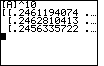 [A]^10
[[.2461194074 …
 [.2462810413 …
 [.2456335722 …